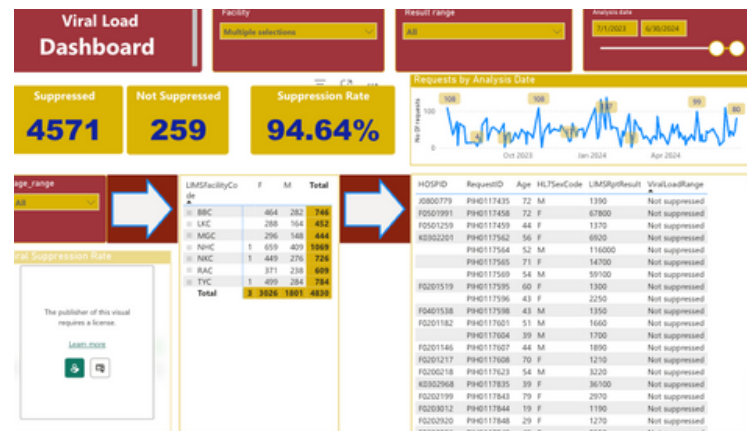 Viral Load
Dashboard
Facility
Multiple selections
Result range
All
Analysis date
7/1/2023
6/30/2024
Suppressed
4571
Not Suppressed
259
Suppression Rate
94.64%
Requests by Analysis Date
No Of requests
100
0
108
108
99
80
Oct 2023
Jan 2024
Apr 2024
age_range
All
ral Suppression Rate
The publisher of this visual
requires a license.
Learn more
LIMSFacilityCo
de
F M Total
BBC 464 282 746
LKC 288 164 452
MGC 296 148 444
NHC 1 659 409 1069
NKC 1 449 276 726
RAC 371 238 609
TYC 1 499 284 784
Total 3 3026 1801 4830
HOSPID RequestID Age HL7SexCode LIMSRptResult ViralLoadRange
J0800779 PIH0117435 72 M 1390 Not suppressed
F0501991 PIH0117458 72 F 67800 Not suppressed
F0501259 PIH0117459 44 F 1370 Not suppressed
K0302201 PIH0117562 56 F 6920 Not suppressed
PIH0117564 52 M 116000 Not suppressed
PIH0117565 71 F 14700 Not suppressed
PIH0117569 54 M 59100 Not suppressed
F0201519 PIH0117595 60 F 1300 Not suppressed
PIH0117596 43 F 2250 Not suppressed
F0401538 PIH0117598 43 M 1350 Not suppressed
F0201182 PIH0117601 51 M 1660 Not suppressed
PIH0117604 39 M 1700 Not suppressed
F0201146 PIH0117607 44 M 1890 Not suppressed
F0201217 PIH0117608 70 F 1210 Not suppressed
F0200218 PIH0117623 54 M 3220 Not suppressed
K0302968 PIH0117835 39 F 36100 Not suppressed
F0202199 PIH0117843 79 F 2970 Not suppressed
F0203012 PIH0117844 19 F 1190 Not suppressed
F0202920 PIH0117848 29 F 1270 Not suppressed